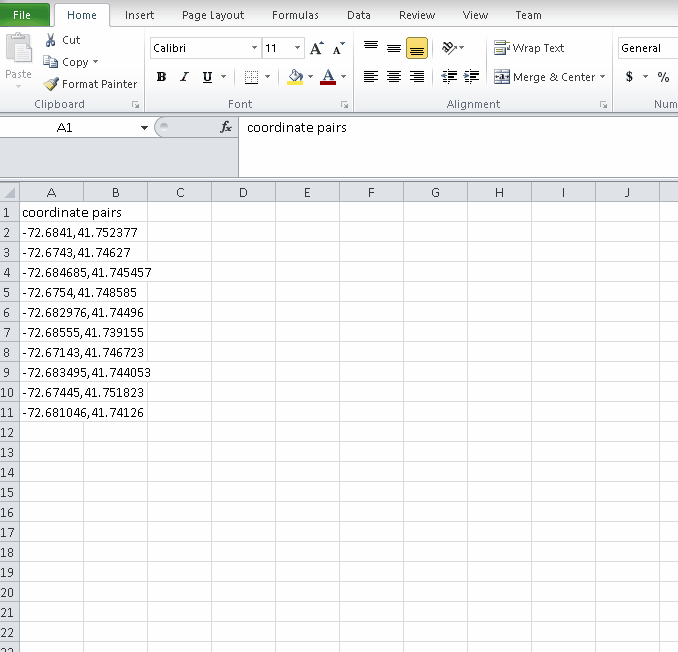 File Home Insert Page Layout Formulas Data Review View Team
Cut
Copy
Paste
Format Painter
Calibri 11
B I U A
Wrap Text
Merge & Center
General
$ %
Clipboard Font Alignment Num
A1 fx coordinate pairs
A B C D E F G H I J
1 coordinate pairs
2 -72.6841,41.752377
3 -72.6743,41.74627
4 -72.684685,41.745457
5 -72.6754,41.748585
6 -72.682976,41.74496
7 -72.68555,41.739155
8 -72.67143,41.746723
9 -72.683495,41.744053
10 -72.67445,41.751823
11 -72.681046,41.74126
12
13
14
15
16
17
18
19
20
21
22